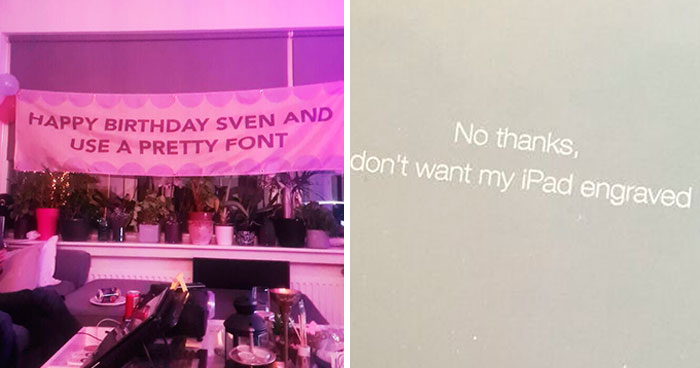 HAPPY BIRTHDAY SVEN AND
USE A PRETTY FONT
No thanks,
don't want my iPad engraved